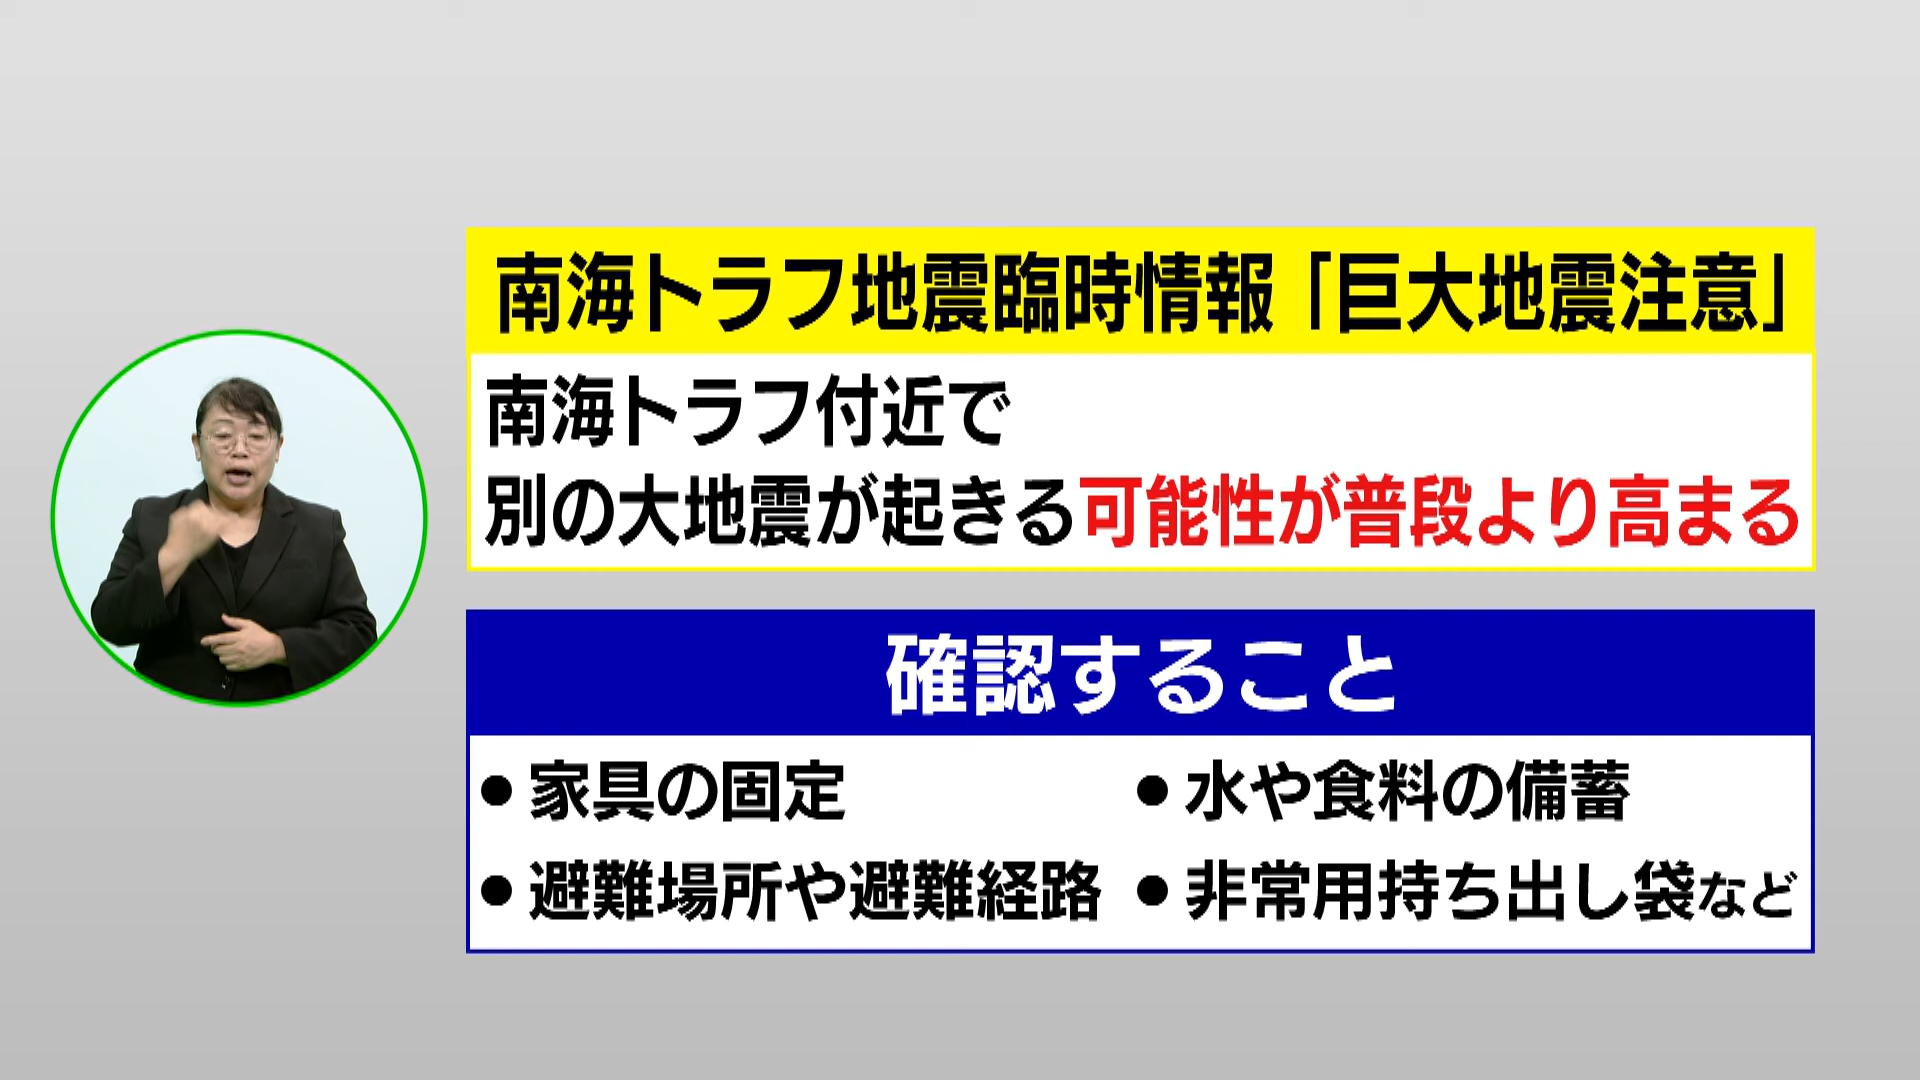 南海トラフ地震臨時情報「巨大地震注意」
南海トラフ付近で
別の大地震が起きる可能性が普段より高まる
確認すること
● 家具の固定
● 水や食料の備蓄
● 避難場所や避難経路
● 非常用持ち出し袋など